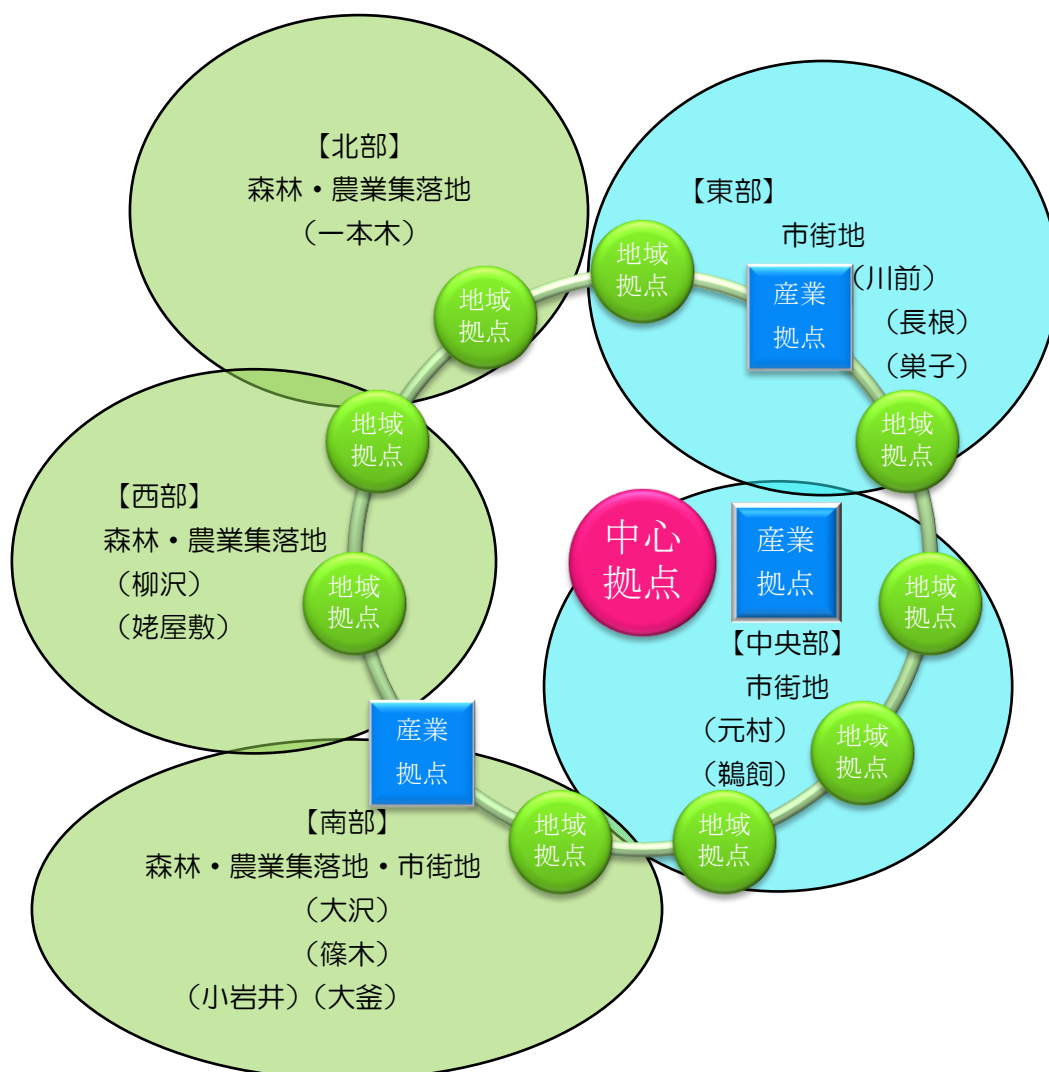 【北部】
森林・農業集落地
（一本木）
【東部】
市街地
（川前）
（長根）
（巣子）
地域
拠点
産業
拠点
地域
拠点
地域
拠点
地域
拠点
【西部】
森林・農業集落地
（柳沢）
（姥屋敷）
地域
拠点
中心
拠点
産業
拠点
地域
拠点
【中央部】
市街地
（元村）
（鵜飼）
地域
拠点
地域
拠点
産業
拠点
地域
拠点
【南部】
森林・農業集落地・市街地
（大沢）
（篠木）
（小岩井）（大釜）